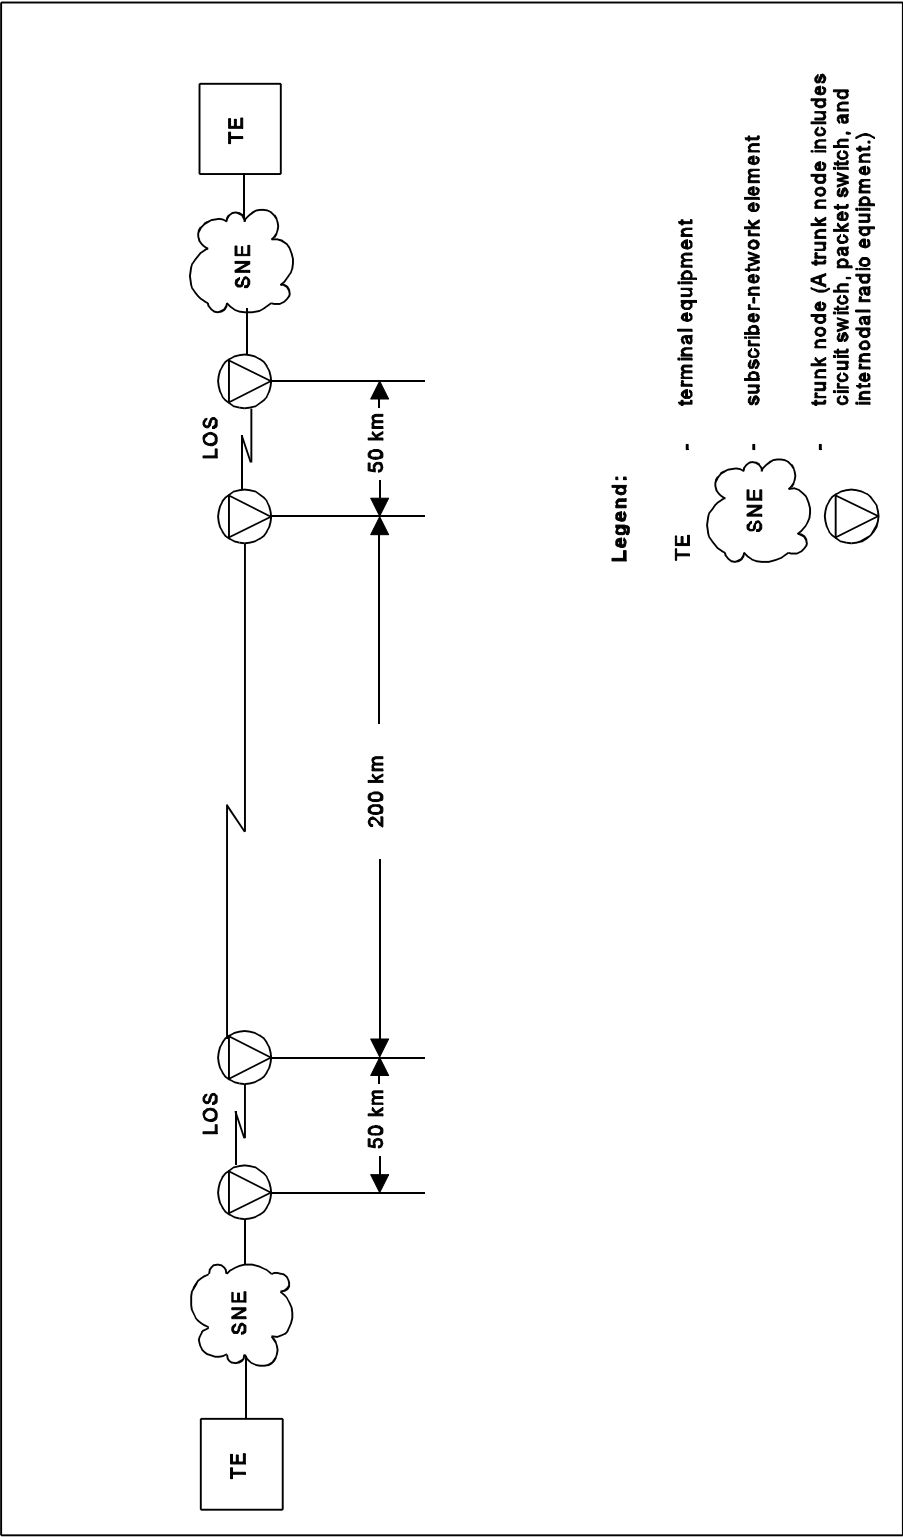 TE
SNE
LOS
LOS
SNE
TE
50 km
200 km
50 km
Legend:
TE - terminal equipment
SNE - subscriber-network element
- trunk node (A trunk node includes
circuit switch, packet switch, and
internodal radio equipment.)